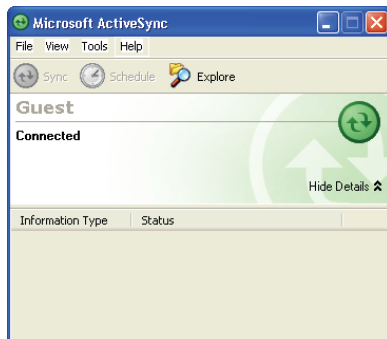 Microsoft ActiveSync
File View Tools Help
Sync Schedule Explore
Guest
Connected
Hide Details
Information Type Status